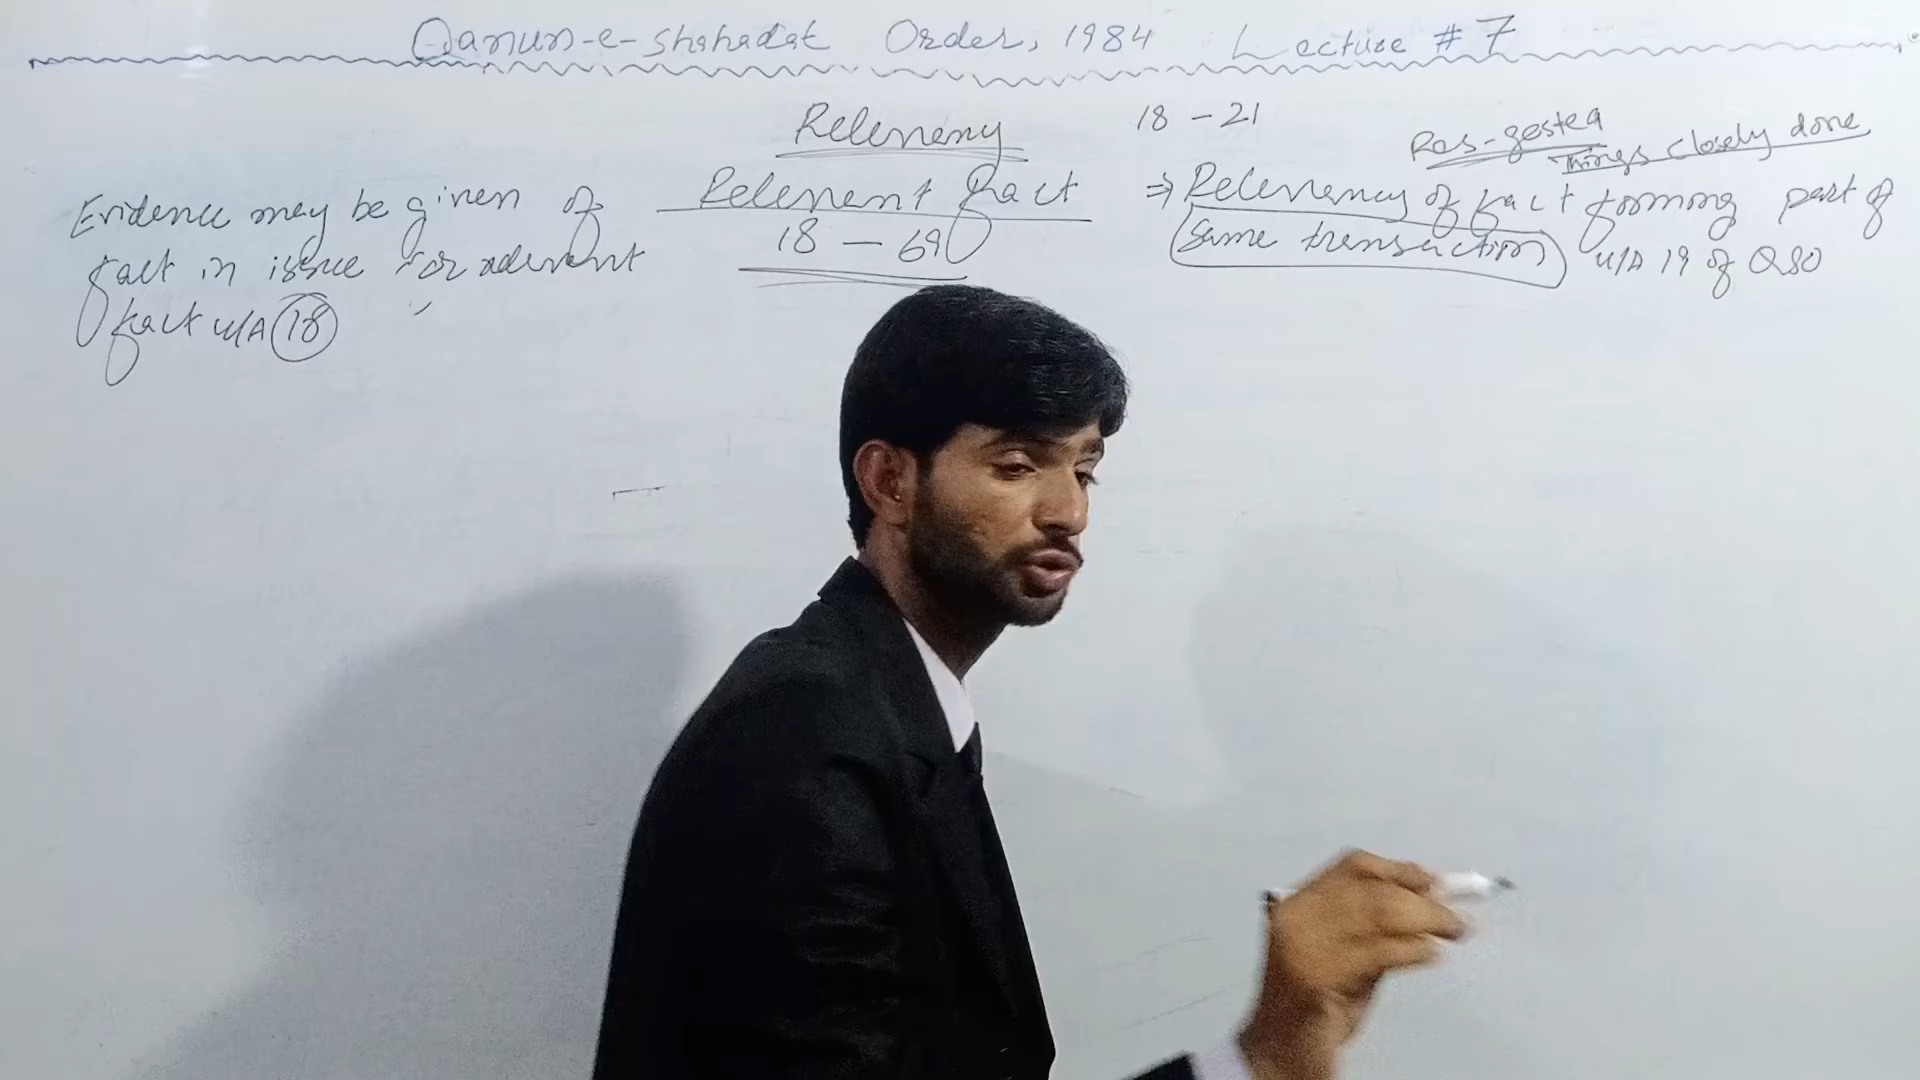 Qanun-e-Shahadat Order, 1984 Lecture # 7
Relevency
Relevent fact
18 - 69
Evidence may be given of
fact in issue or relevent
fact u/A 18
18 - 21
Res-gestea
Things closely done
⇒ Relevency of fact forming part of
same transaction u/A 19 of QSO